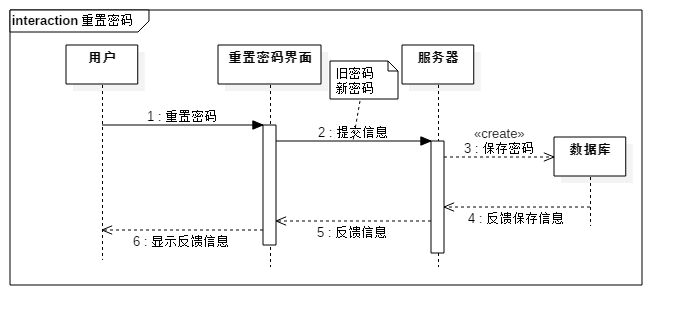 interaction 重置密码
用户
重置密码界面
服务器
旧密码
新密码
1 : 重置密码
2 : 提交信息
«create»
3 : 保存密码
数据库
4 : 反馈保存信息
5 : 反馈信息
6 : 显示反馈信息